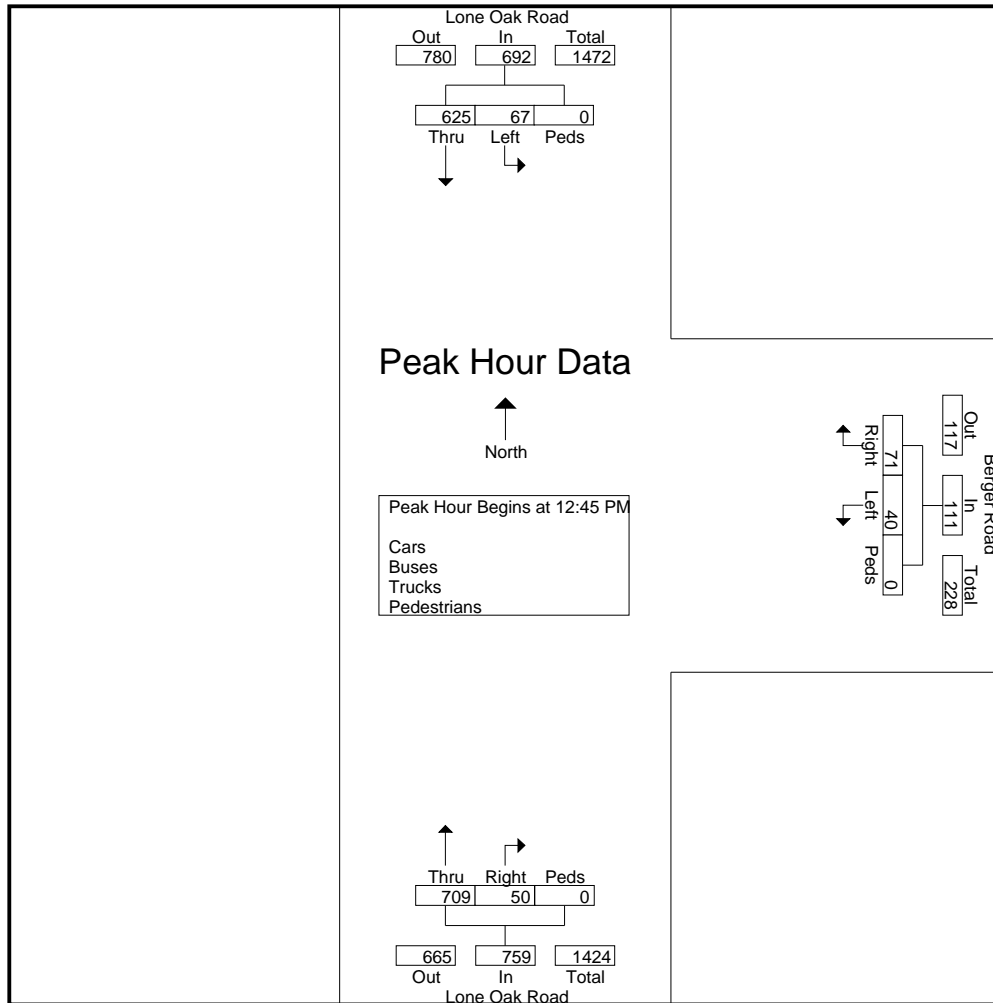 Lone Oak Road
Out In Total
780 692 1472
625 67 0
Thru Left Peds
Peak Hour Data
North
Peak Hour Begins at 12:45 PM
Cars
Buses
Trucks
Pedestrians
Berger Road
Out In Total
117 111 228
71 40 0
Right Left Peds
Thru Right Peds
709 50 0
665 759 1424
Out In Total
Lone Oak Road